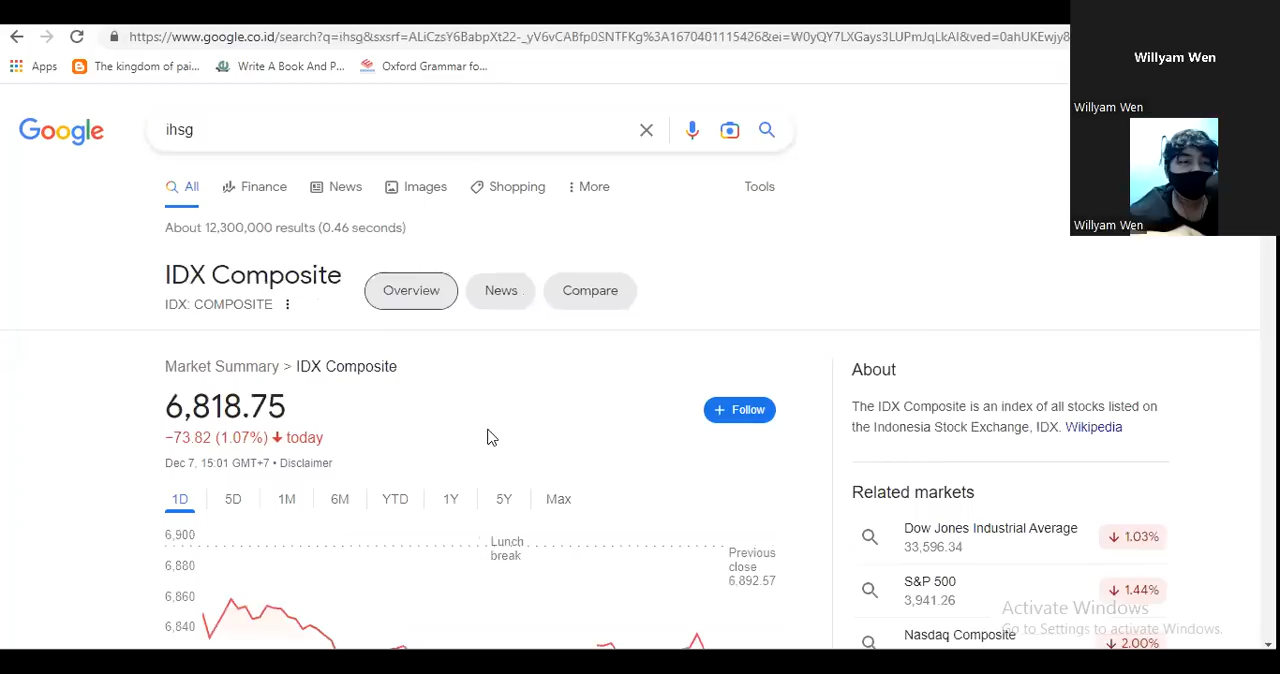 https://www.google.co.id/search?q=ihsg&sxsrf=ALiCzsY6BabpXt22-_yV6vCABfp0SNTFKg%3A1670401115426&ei=W0yQY7LXGays3LUPmJqLkAI&ved=0ahUKEwjy8
Apps The kingdom of pai... Write A Book And P... Oxford Grammar fo...
Willyam Wen
Willyam Wen
Willyam Wen
Google
ihsg
All Finance News Images Shopping More Tools
About 12,300,000 results (0.46 seconds)
IDX Composite
IDX: COMPOSITE
Overview News Compare
Market Summary > IDX Composite
6,818.75
+ Follow
−73.82 (1.07%) today
Dec 7, 15:01 GMT+7 • Disclaimer
1D 5D 1M 6M YTD 1Y 5Y Max
6,900
6,880
6,860
6,840
Lunch
break
Previous
close
6,892.57
About
The IDX Composite is an index of all stocks listed on
the Indonesia Stock Exchange, IDX. Wikipedia
Related markets
Dow Jones Industrial Average
33,596.34
1.03%
S&P 500
3,941.26
1.44%
Nasdaq Composite
2.00%
Activate Windows
Go to Settings to activate Windows.